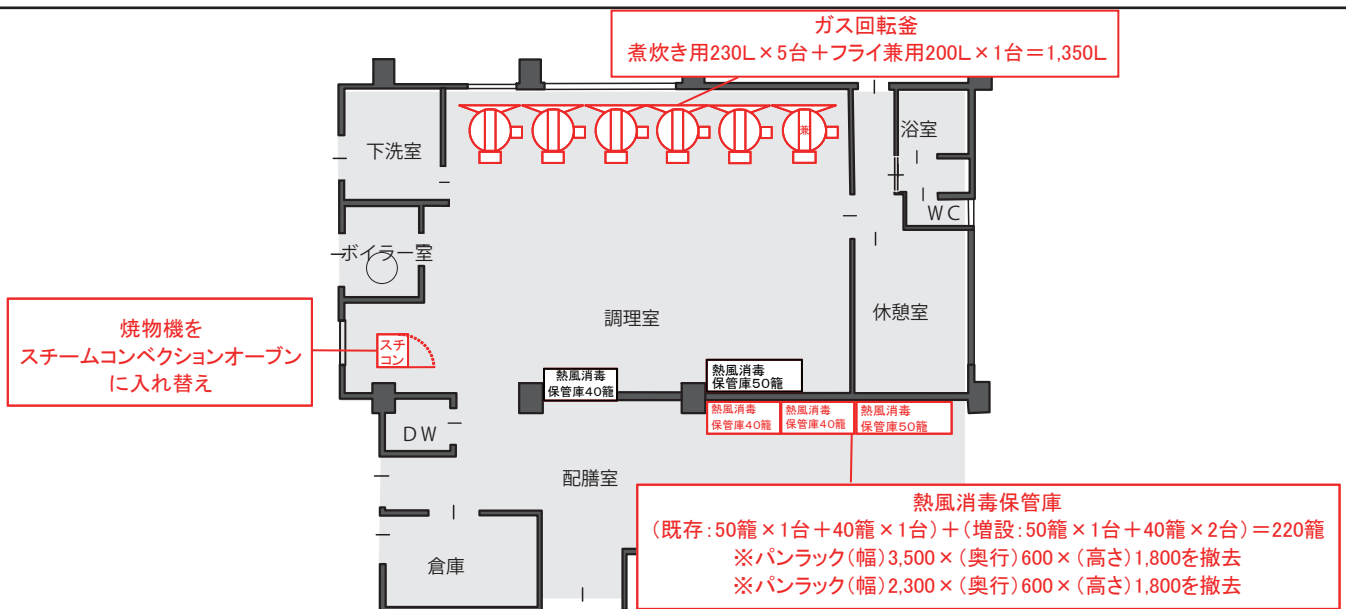 ガス回転釜
煮炊き用230L×5台+フライ兼用200L×1台=1,350L
兼
浴室
下洗室
WC
ボイラー室
休憩室
調理室
焼物機を
スチームコンベクションオーブン
に入れ替え
スチ
コン
熱風消毒
保管庫40籠
熱風消毒
保管庫50籠
熱風消毒
保管庫40籠
熱風消毒
保管庫40籠
熱風消毒
保管庫50籠
DW
配膳室
熱風消毒保管庫
(既存:50籠×1台+40籠×1台)+(増設:50籠×1台+40籠×2台)=220籠
※パンラック(幅)3,500×(奥行)600×(高さ)1,800を撤去
※パンラック(幅)2,300×(奥行)600×(高さ)1,800を撤去
倉庫